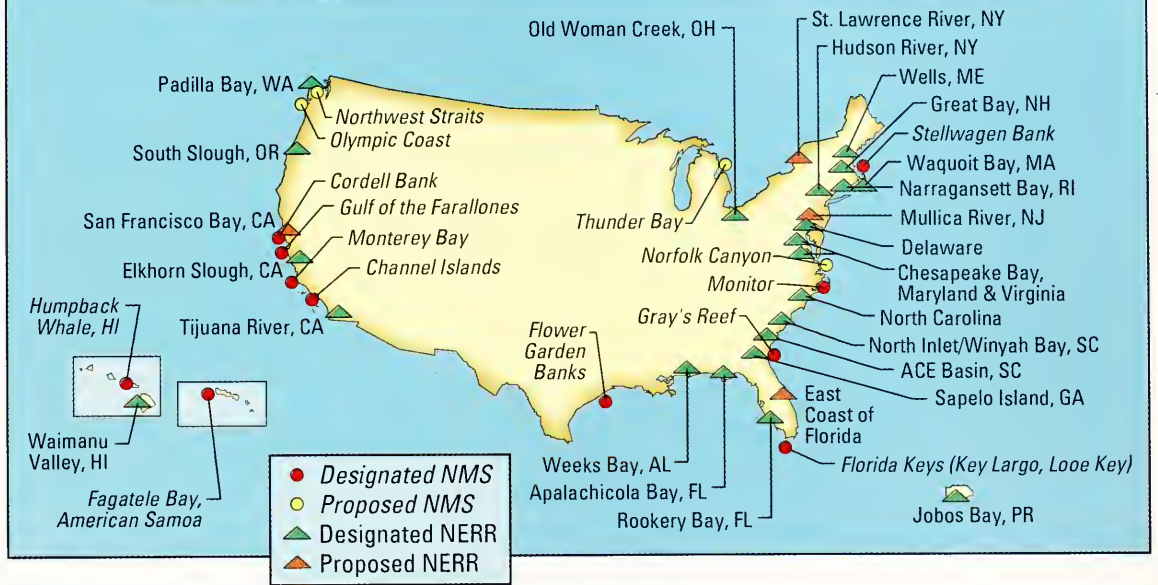 Old Woman Creek, OH
St. Lawrence River, NY
Hudson River, NY
Wells, ME
Great Bay, NH
Stellwagen Bank
Waquoit Bay, MA
Narragansett Bay, RI
Mullica River, NJ
Delaware
Chesapeake Bay,
Maryland & Virginia
North Carolina
North Inlet/Winyah Bay, SC
ACE Basin, SC
Sapelo Island, GA
Padilla Bay, WA
Northwest Straits
Olympic Coast
South Slough, OR
Cordell Bank
San Francisco Bay, CA
Gulf of the Farallones
Monterey Bay
Elkhorn Slough, CA
Channel Islands
Tijuana River, CA
Thunder Bay
Norfolk Canyon
Monitor
Gray's Reef
Flower
Garden
Banks
Humpback
Whale, HI
Waimanu
Valley, HI
Fagatele Bay,
American Samoa
East
Coast of
Florida
Weeks Bay, AL
Apalachicola Bay, FL
Rookery Bay, FL
Florida Keys (Key Largo, Looe Key)
Jobos Bay, PR
Designated NMS
Proposed NMS
Designated NERR
Proposed NERR